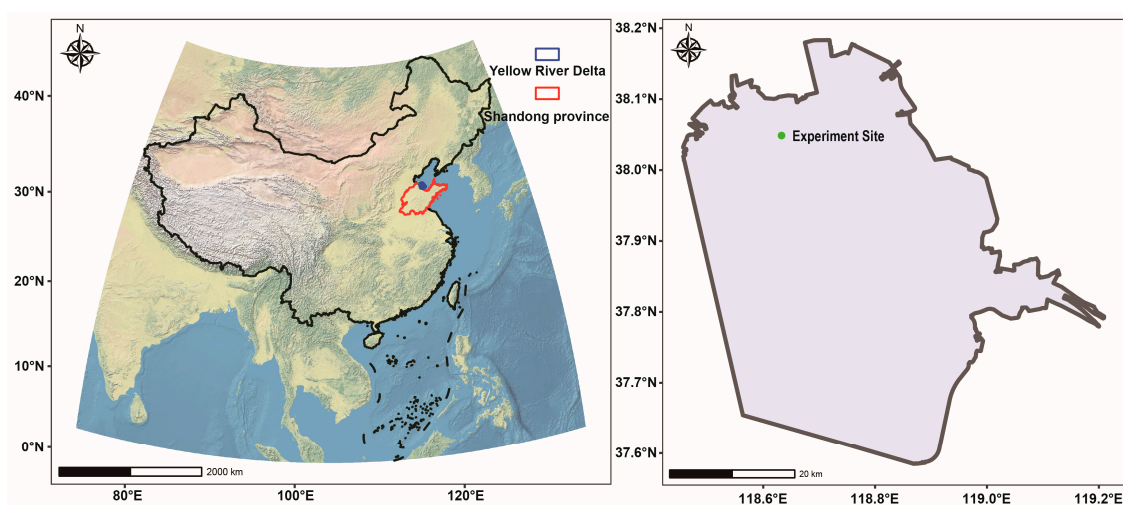 N
Yellow River Delta
Shandong province
40°N
30°N
20°N
10°N
0°N
2000 km
80°E
100°E
120°E
N
38.2°N
38.1°N
38.0°N
37.9°N
37.8°N
37.7°N
37.6°N
Experiment Site
20 km
118.6°E
118.8°E
119.0°E
119.2°E